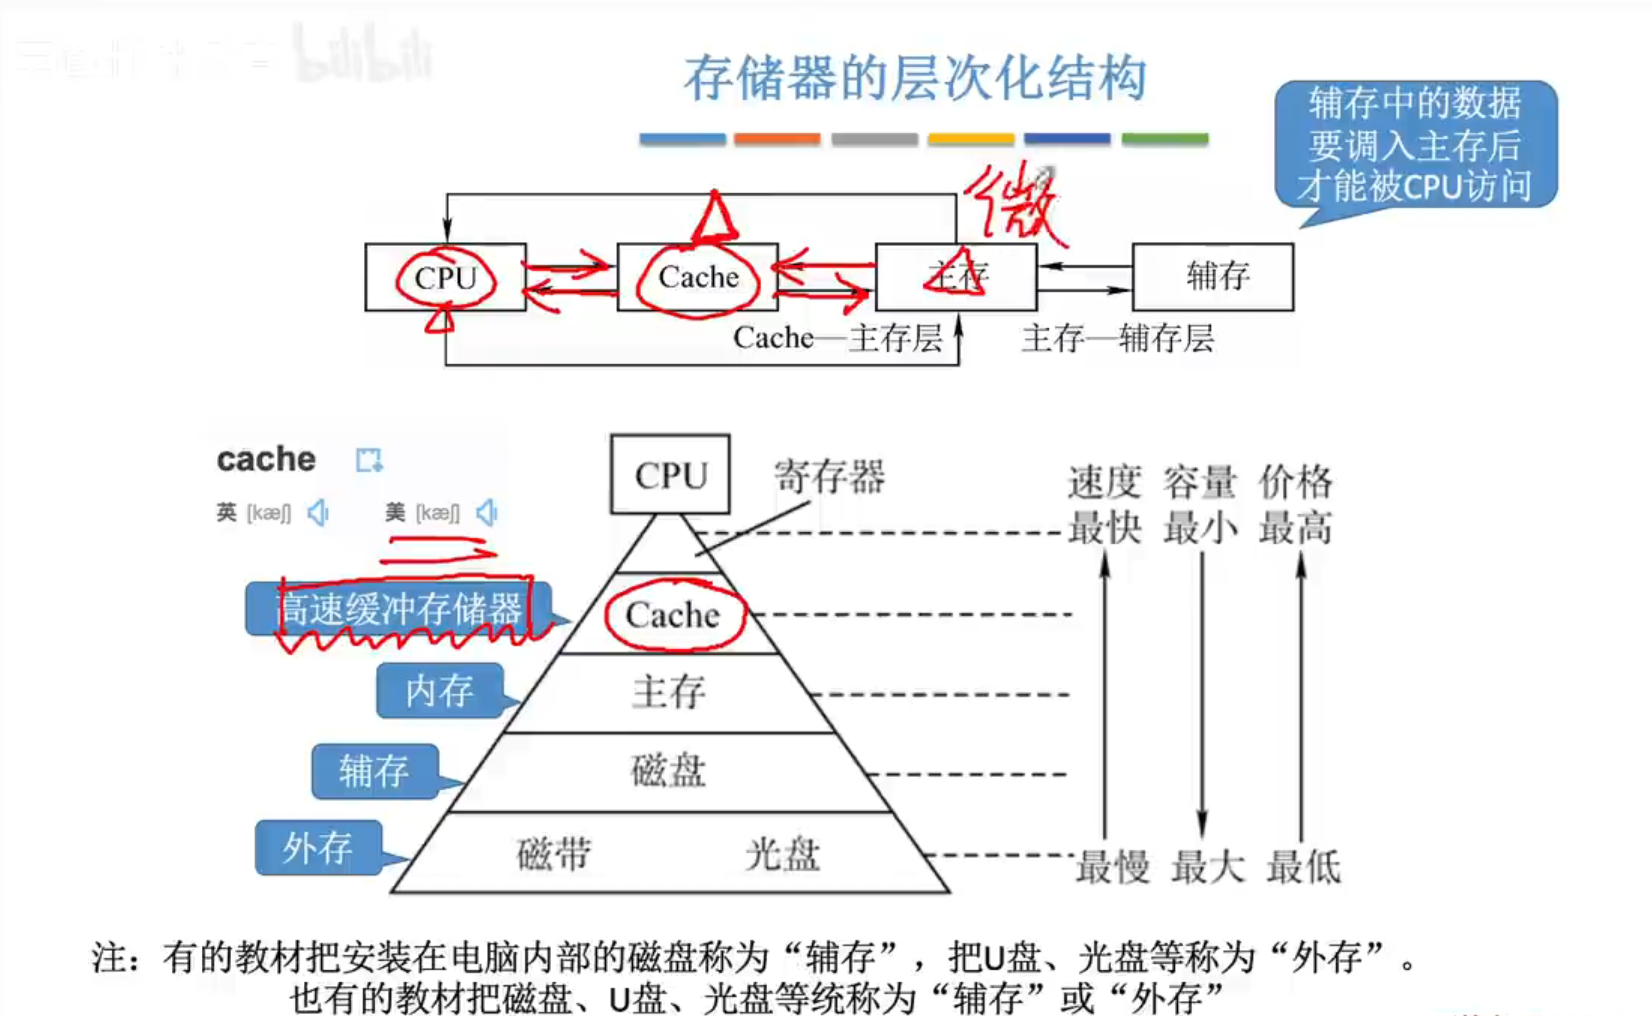 bilibili
存储器的层次化结构
辅存中的数据
要调入主存后
才能被CPU访问
微
CPU
Cache
主存
辅存
Cache—主存层
主存—辅存层
cache
英 [kæʃ] 美 [kæʃ]
CPU
寄存器
速度 容量 价格
最快 最小 最高
高速缓冲存储器
Cache
内存
主存
辅存
磁盘
外存
磁带 光盘
最慢 最大 最低
注：有的教材把安装在电脑内部的磁盘称为“辅存”，把U盘、光盘等称为“外存”。
也有的教材把磁盘、U盘、光盘等统称为“辅存”或“外存”